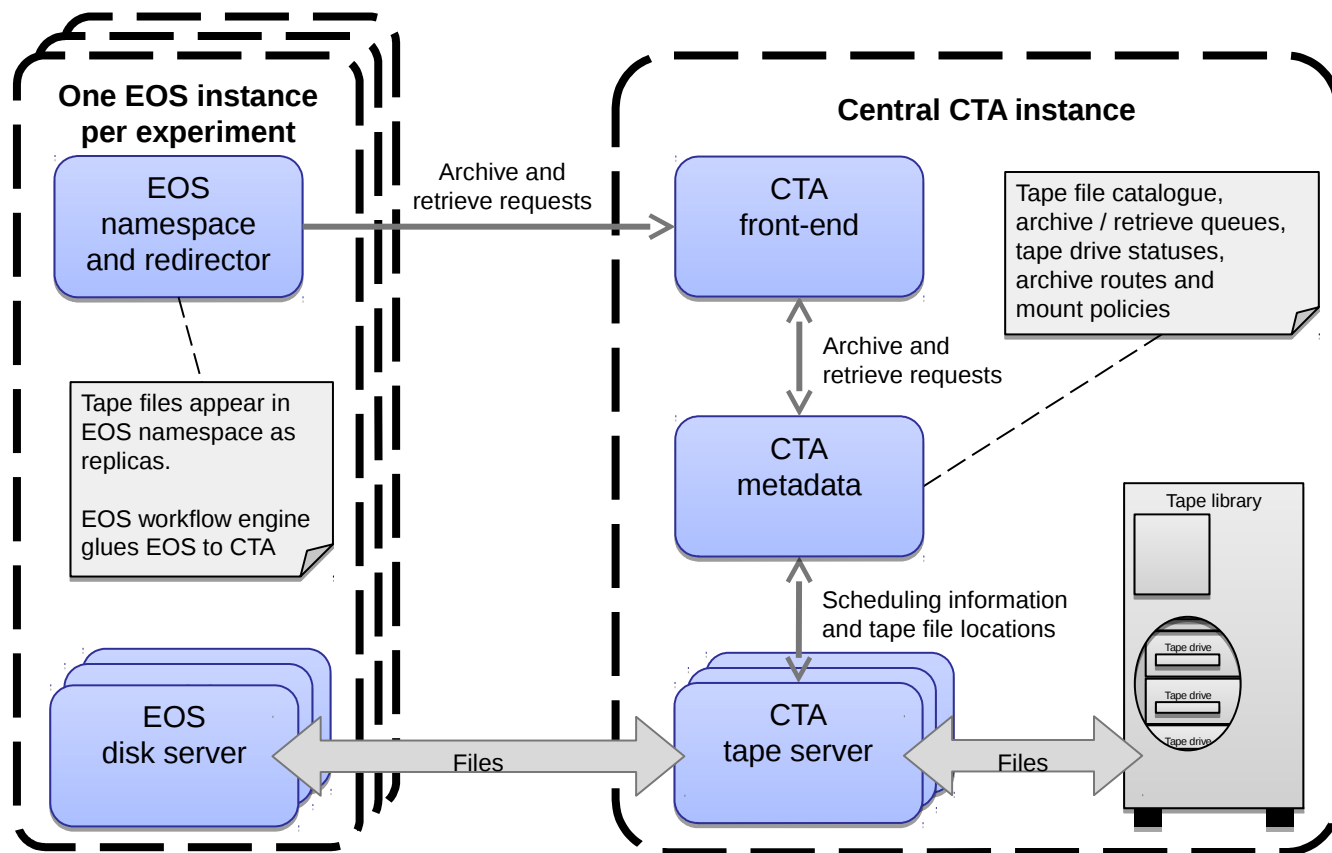 One EOS instance
per experiment
EOS
namespace
and redirector
Archive and
retrieve requests
Tape files appear in
EOS namespace as
replicas.
EOS workflow engine
glues EOS to CTA
EOS
disk server
Files
Central CTA instance
CTA
front-end
Tape file catalogue,
archive / retrieve queues,
tape drive statuses,
archive routes and
mount policies
Archive and
retrieve requests
CTA
metadata
Scheduling information
and tape file locations
CTA
tape server
Files
Tape library
Tape drive
Tape drive
Tape drive